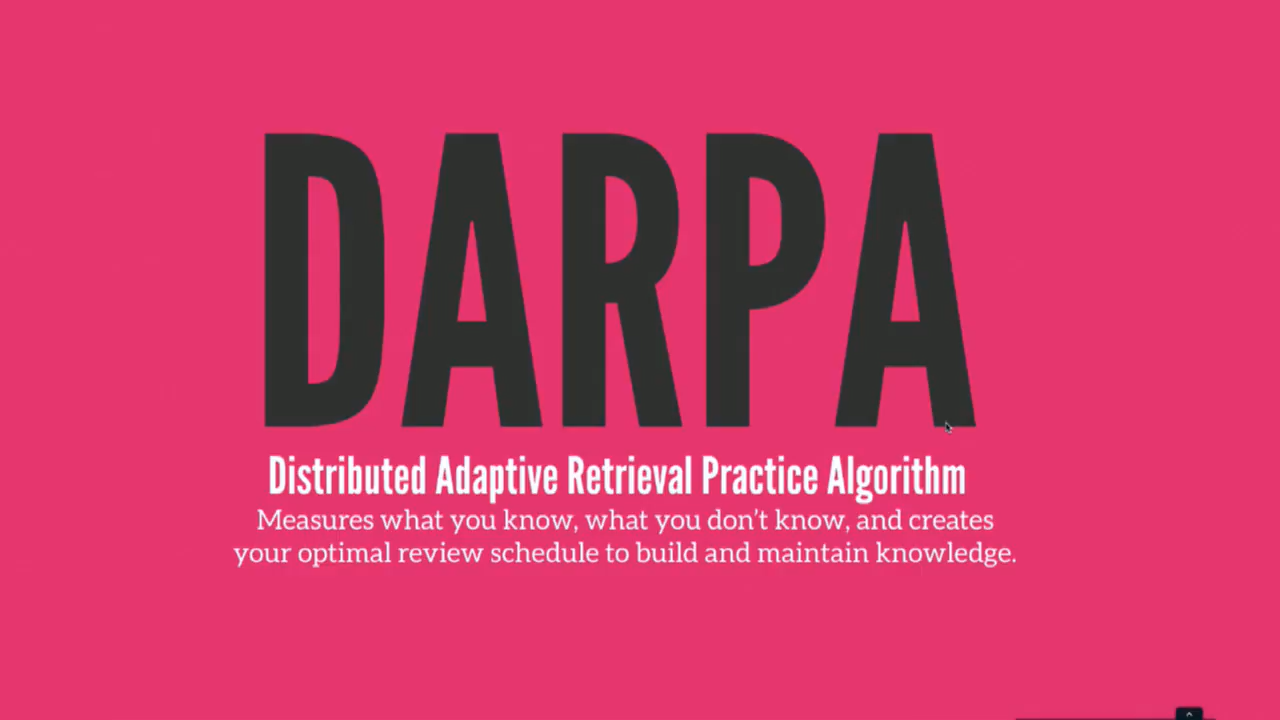 DARPA
Distributed Adaptive Retrieval Practice Algorithm
Measures what you know, what you don’t know, and creates
your optimal review schedule to build and maintain knowledge.